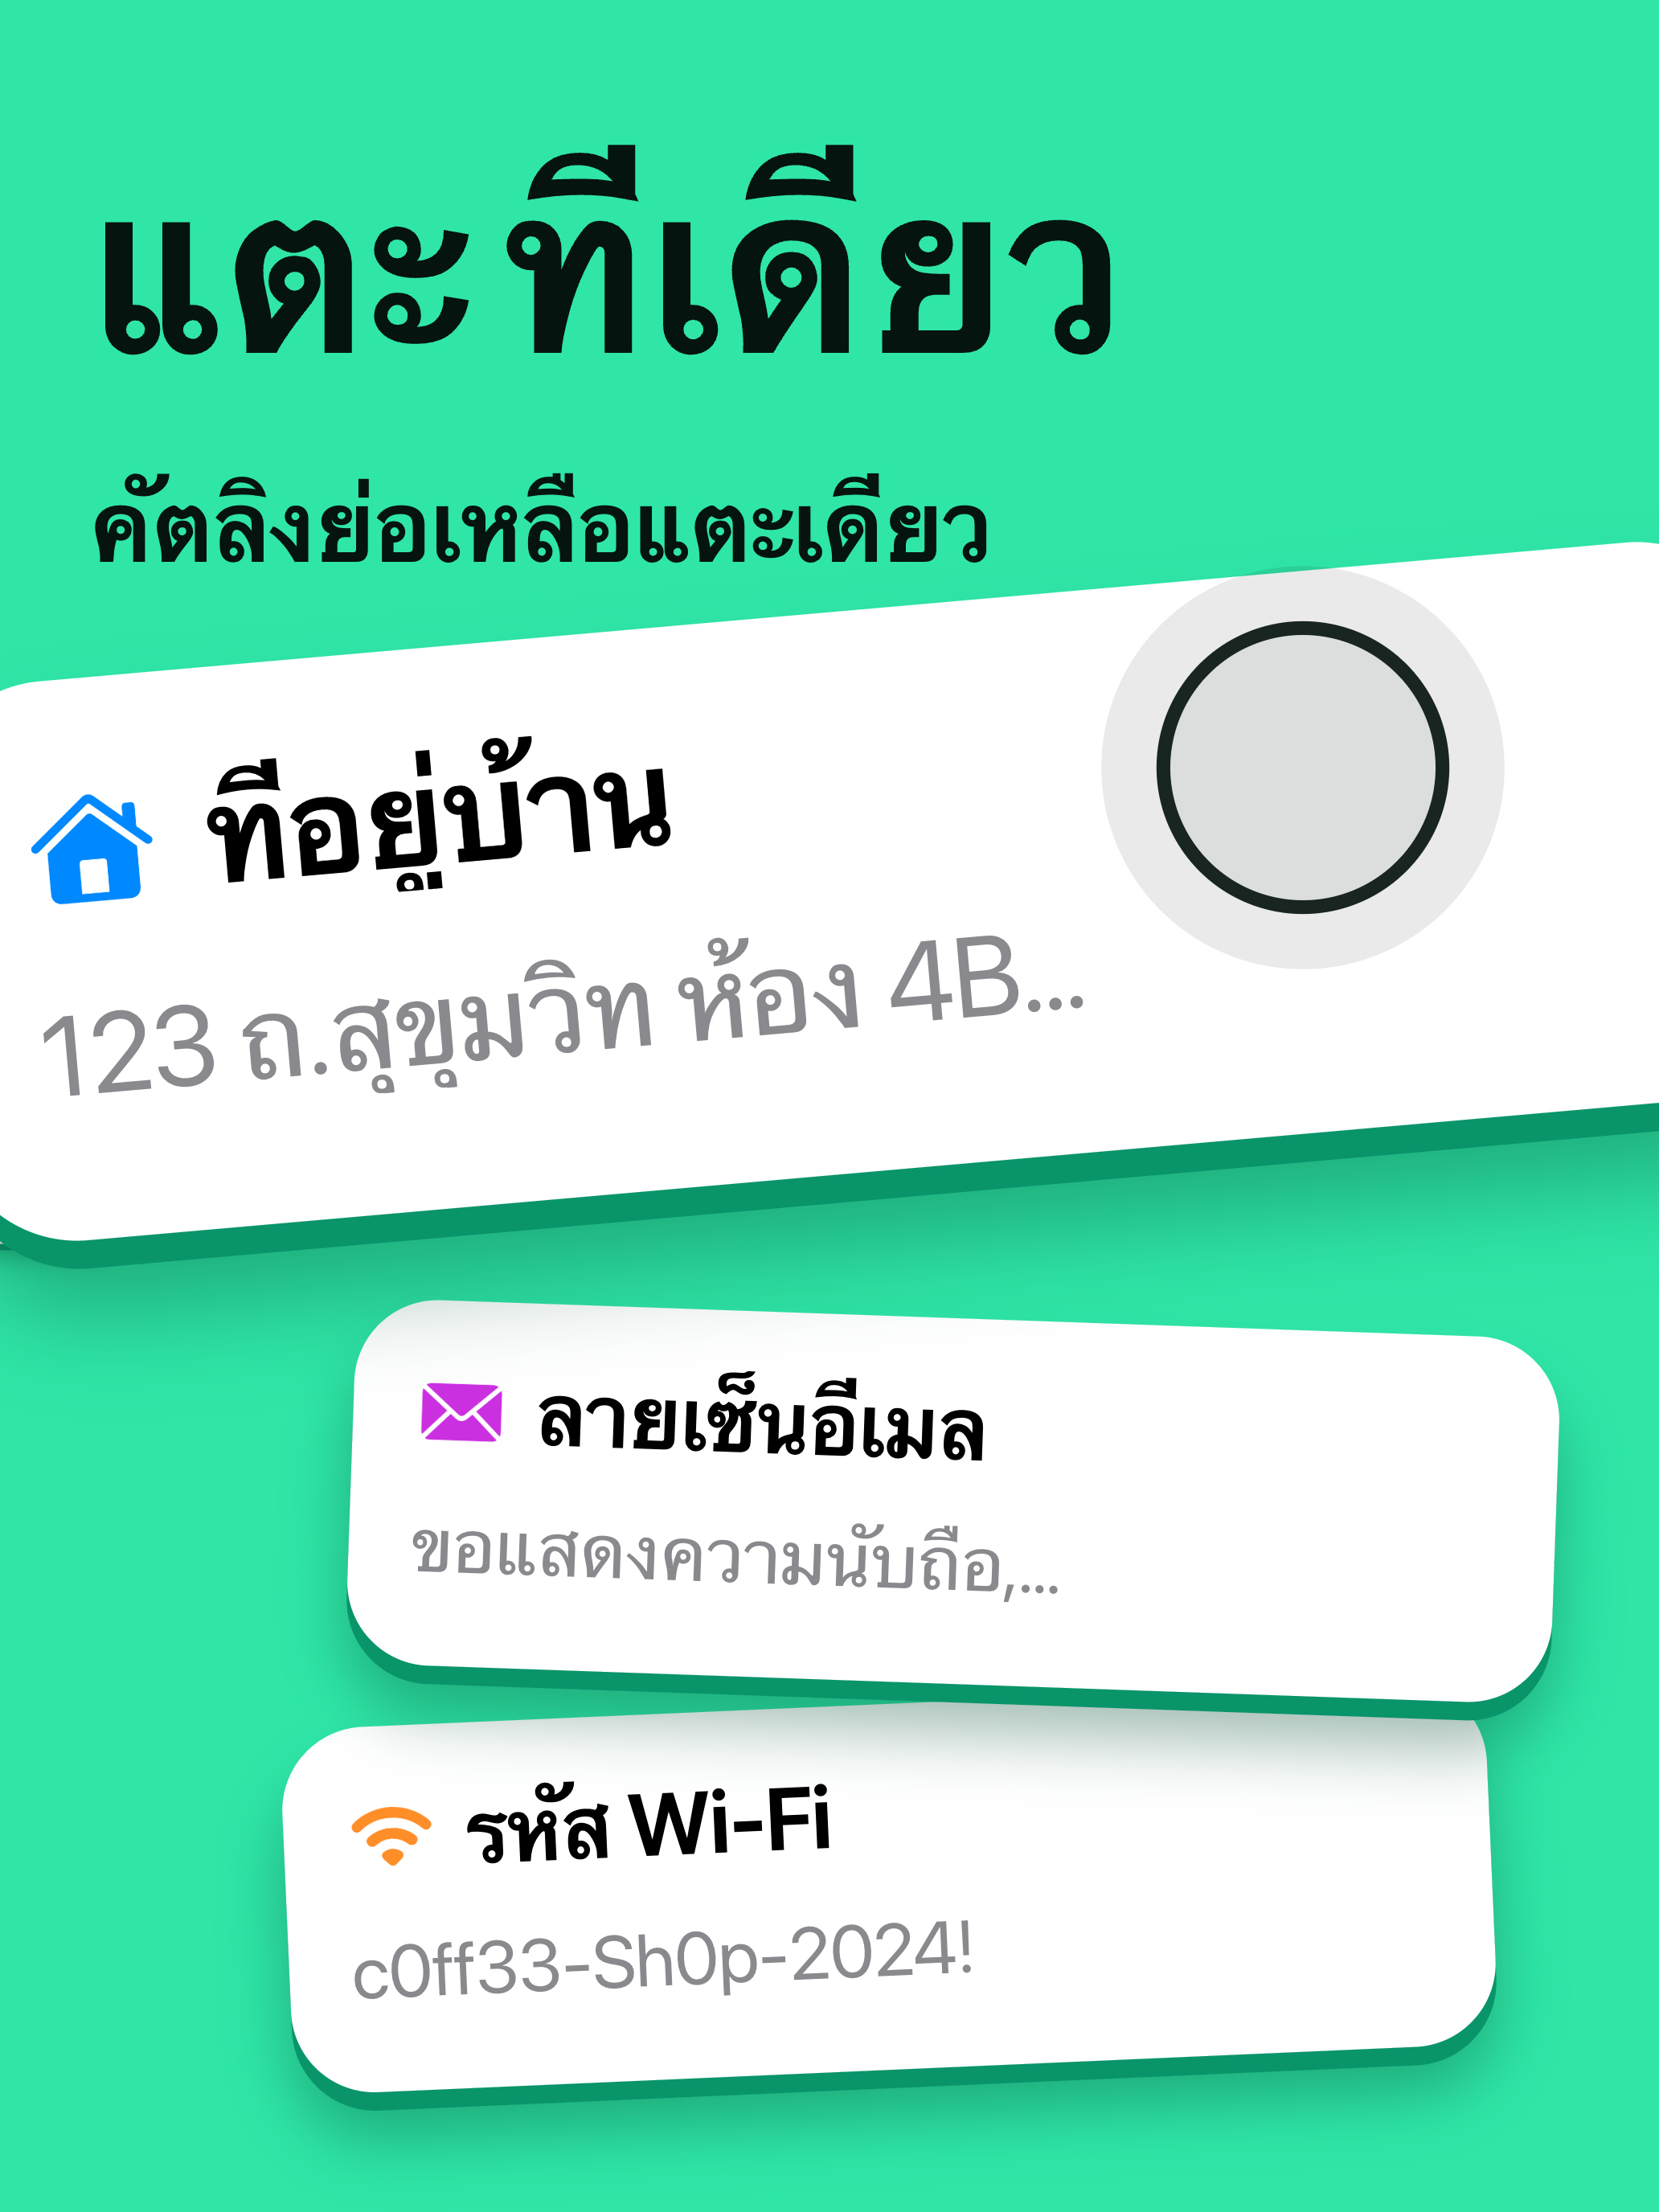 แตะทีเดียว
คัตลิงย่อเหลือแตะเดียว
ทีอยู่บ้าน
123 ถ.สุขุมวิท ห้อง 4B...
ลายเซ็นอีเมล
ขอแสดงความนับถือ,...
รหัส Wi-Fi
c0ff33-Sh0p-2024!